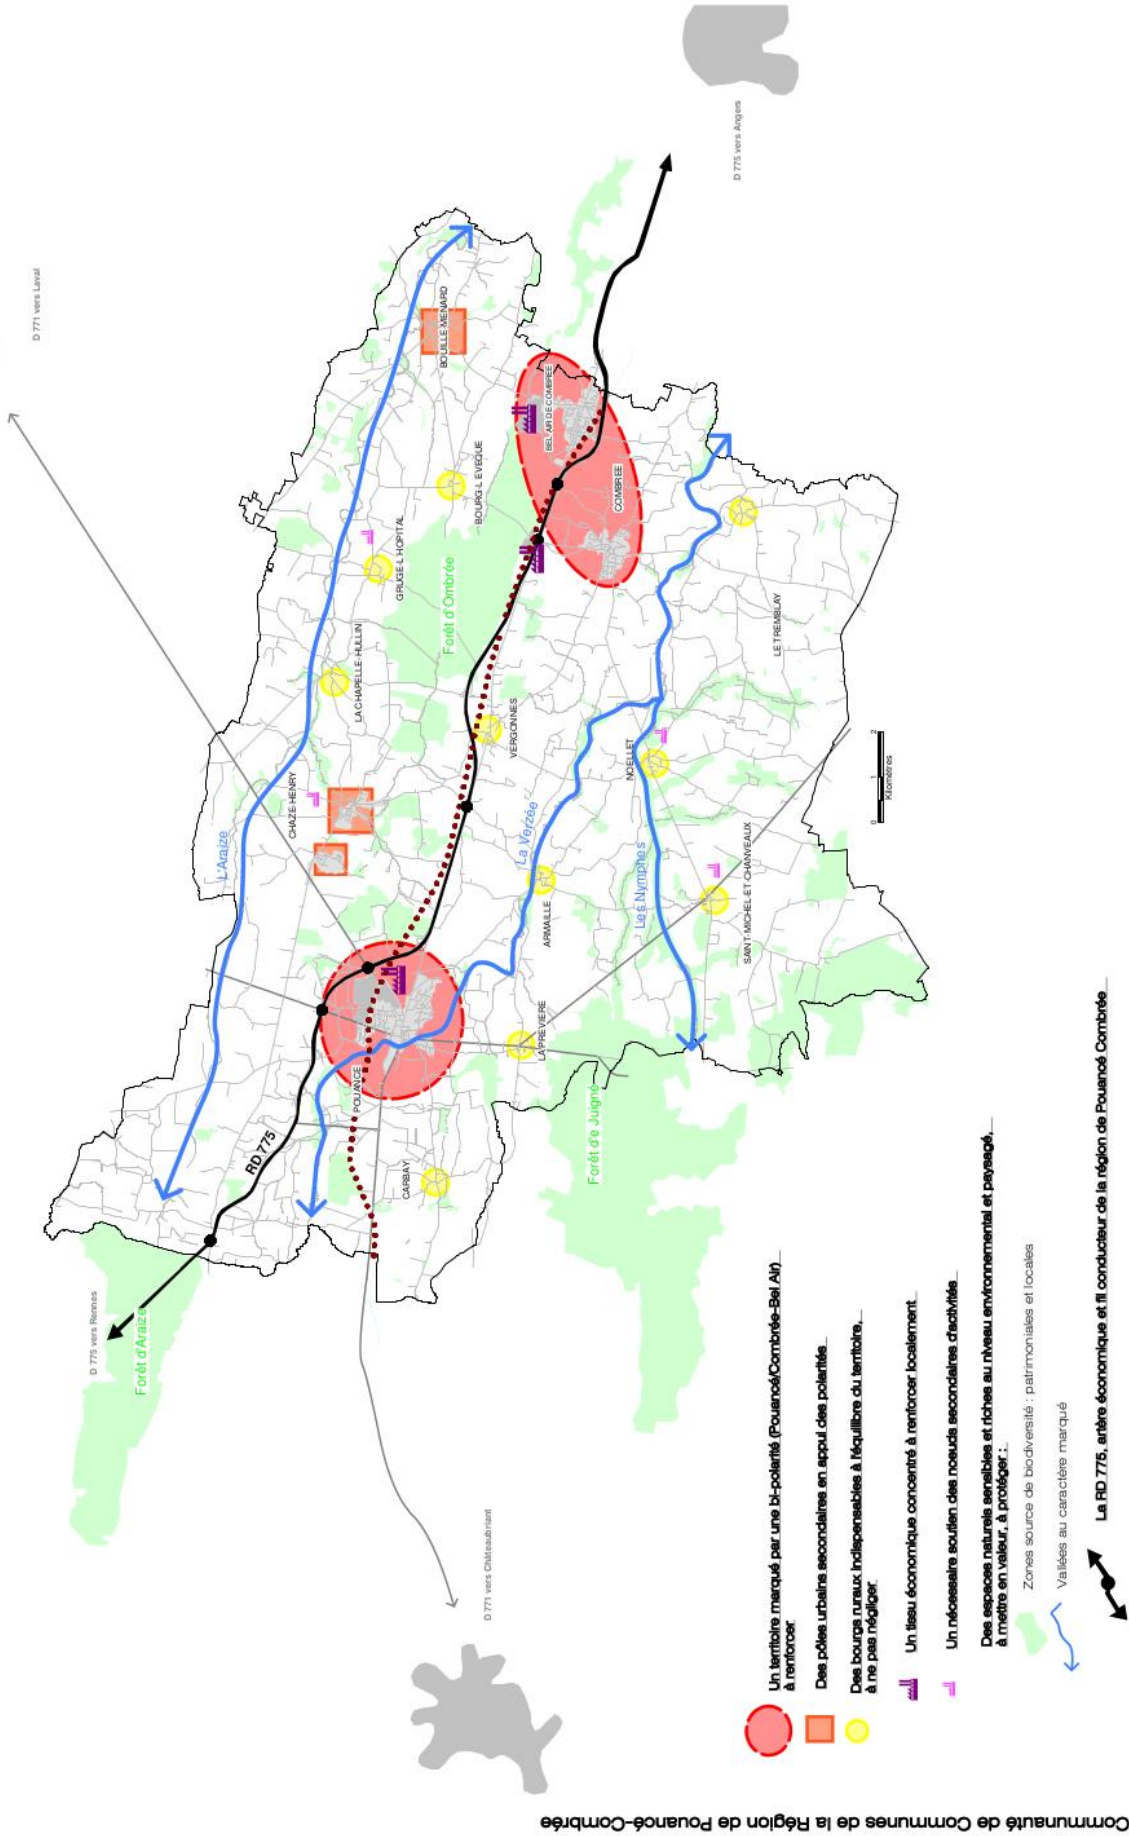 Communauté de Communes de la Région de Pouancé-Combrée
D 775 vers Rennes
Forêt d'Araize
D 771 vers Laval
L'Araize
RD 775
CHAZE-HENRY
LA CHAPELLE-HULLIN
GRUGE-L HOPITAL
BOUILLE-MENARD
BOURG-L EVEQUE
Forêt d'Ombrée
POUANCE
CARBAY
VERGONNES
BEL AIR DE COMBREE
COMBREE
La Verzée
ARMAILLE
LA PREVIERE
NOELLET
Les Nymphes
Forêt d'e Juigné
SAINT-MICHEL-ET-CHANVEAUX
LE TREMBLAY
D 775 vers Angers
D 771 vers Châteaubriant
0 1 2
Kilomètres
Un territoire marqué par une bi-polarité (Pouancé/Combrée-Bel Air)
à renforcer
Des pôles urbains secondaires en appui des polarités
Des bourgs ruraux indispensables à l'équilibre du territoire,
à ne pas négliger
Un tissu économique concentré à renforcer localement
Un nécessaire soutien des noeuds secondaires d'activités
Des espaces naturels sensibles et riches au niveau environnemental et paysagé,
à mettre en valeur, à protéger :
Zones source de biodiversité : patrimoniales et locales
Vallées au caractère marqué
La RD 775, artère économique et fil conducteur de la région de Pouancé Combrée